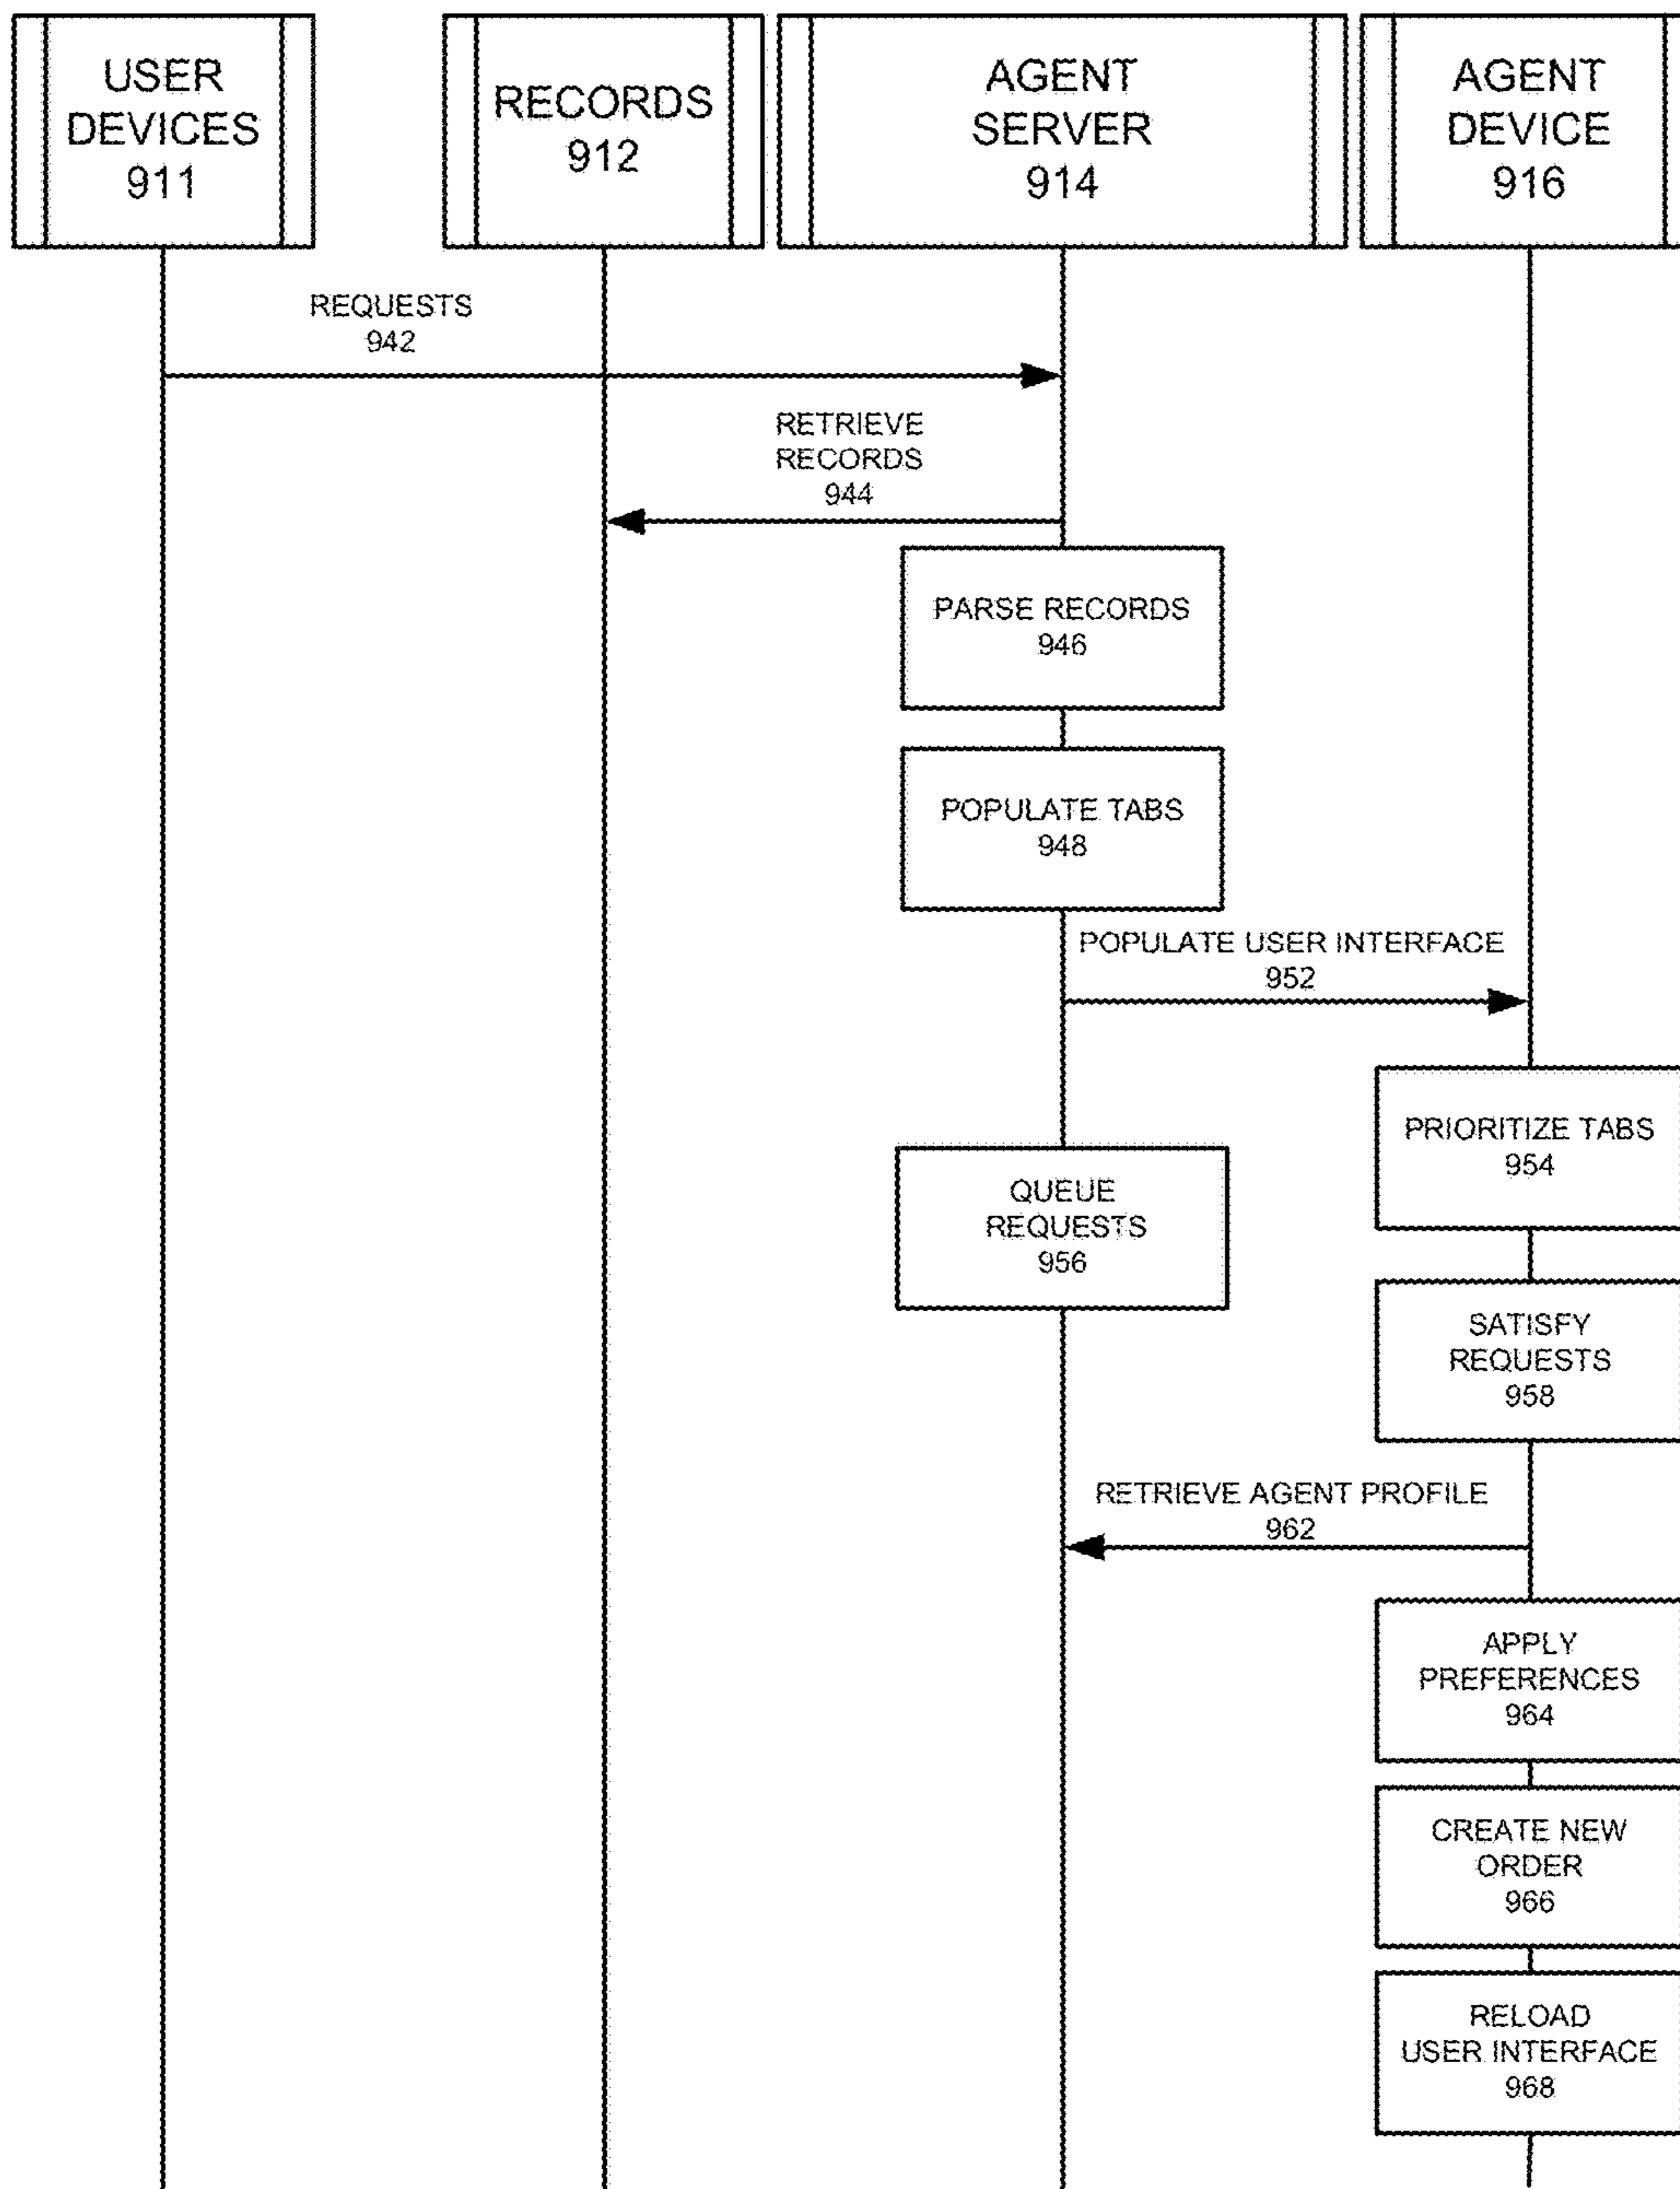 USER
DEVICES
911
RECORDS
912
AGENT
SERVER
914
AGENT
DEVICE
916
REQUESTS
942
RETRIEVE
RECORDS
944
PARSE RECORDS
946
POPULATE TABS
948
POPULATE USER INTERFACE
952
PRIORITIZE TABS
954
QUEUE
REQUESTS
956
SATISFY
REQUESTS
958
RETRIEVE AGENT PROFILE
962
APPLY
PREFERENCES
964
CREATE NEW
ORDER
966
RELOAD
USER INTERFACE
968